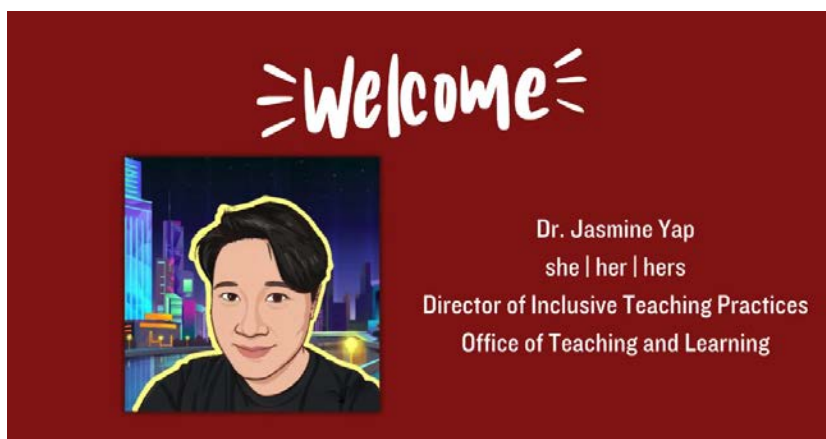 Welcome
Dr. Jasmine Yap
she | her | hers
Director of Inclusive Teaching Practices
Office of Teaching and Learning